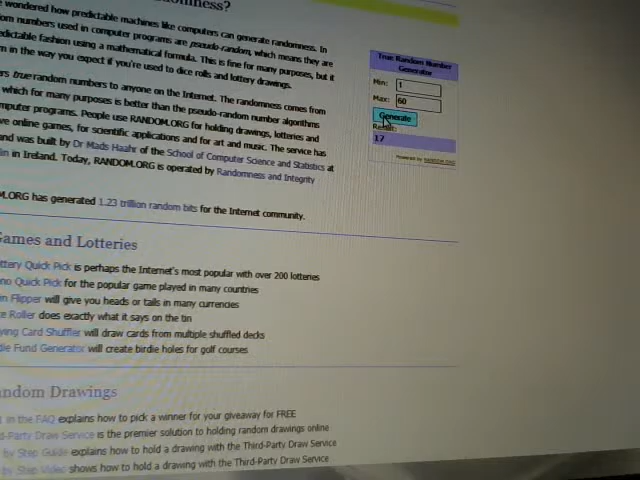 domness?
wondered how predictable machines like computers can generate randomness. In
om numbers used in computer programs are pseudo-random, which means they are
edictable fashion using a mathematical formula. This is fine for many purposes, but it
m in the way you expect if you're used to dice rolls and lottery drawings.
ers true random numbers to anyone on the Internet. The randomness comes from
which for many purposes is better than the pseudo-random number algorithms
mputer programs. People use RANDOM.ORG for holding drawings, lotteries and
ve online games, for scientific applications and for art and music. The service has
and was built by Dr Mads Haahr of the School of Computer Science and Statistics at
lin in Ireland. Today, RANDOM.ORG is operated by Randomness and Integrity
M.ORG has generated 1.23 trillion random bits for the Internet community.
True Random Number
Generator
Min: 1
Max: 60
Generate
Result:
17
Powered by RANDOM.ORG
Games and Lotteries
ttery Quick Pick is perhaps the Internet's most popular with over 200 lotteries
no Quick Pick for the popular game played in many countries
in Flipper will give you heads or tails in many currencies
e Roller does exactly what it says on the tin
ying Card Shuffler will draw cards from multiple shuffled decks
die Fund Generator will create birdie holes for golf courses
ndom Drawings
1 in the FAQ explains how to pick a winner for your giveaway for FREE
d-Party Draw Service is the premier solution to holding random drawings online
by Step Guide explains how to hold a drawing with the Third-Party Draw Service
by Step Video shows how to hold a drawing with the Third-Party Draw Service